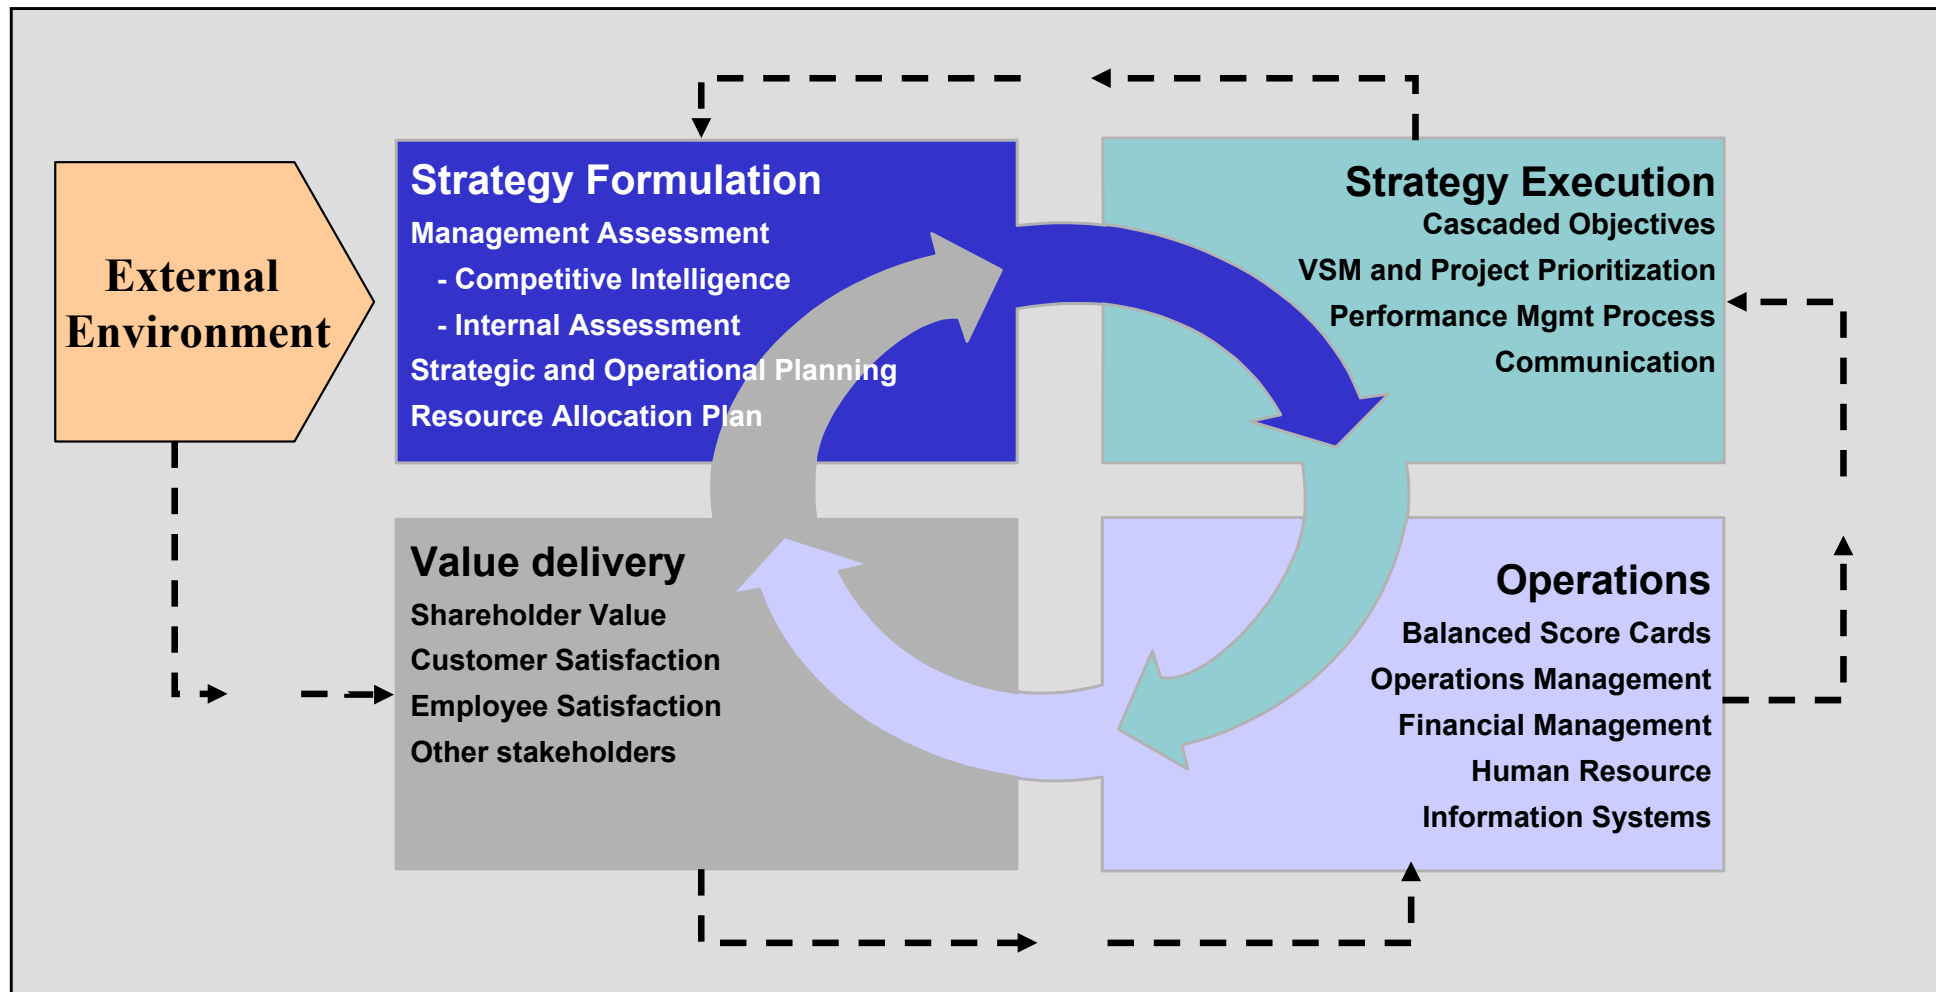 External
Environment
Strategy Formulation
Management Assessment
- Competitive Intelligence
- Internal Assessment
Strategic and Operational Planning
Resource Allocation Plan
Strategy Execution
Cascaded Objectives
VSM and Project Prioritization
Performance Mgmt Process
Communication
Value delivery
Shareholder Value
Customer Satisfaction
Employee Satisfaction
Other stakeholders
Operations
Balanced Score Cards
Operations Management
Financial Management
Human Resource
Information Systems